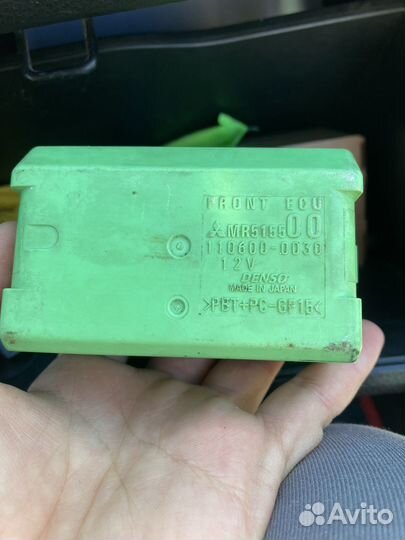 FRONT ECU
MR518500
110600-0030
12V
DENSO
MADE IN JAPAN
>PBT+PC-GF15<
Avito